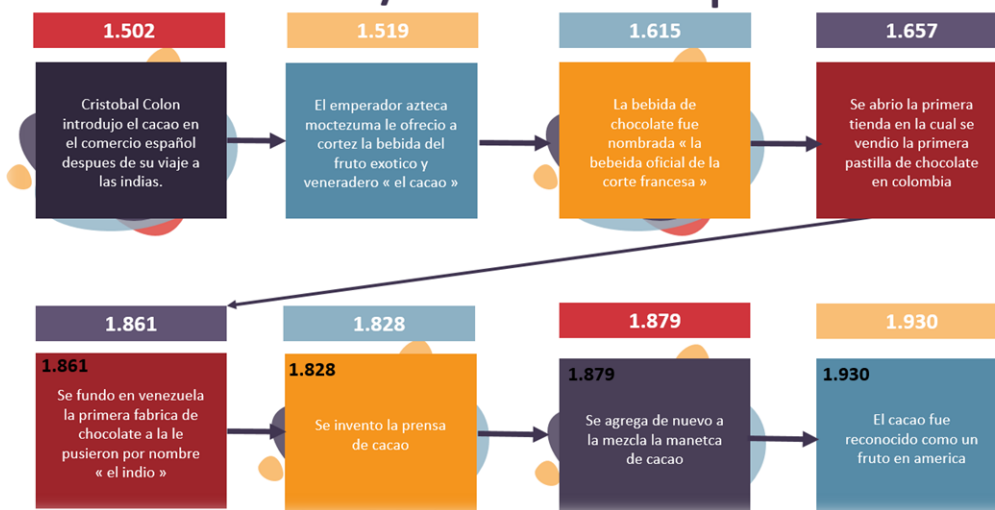 1.502
Cristobal Colon
introdujo el cacao en
el comercio español
despues de su viaje a
las indias.
1.519
El emperador azteca
moctezuma le ofrecio a
cortez la bebida del
fruto exotico y
veneradero « el cacao »
1.615
La bebida de
chocolate fue
nombrada « la
bebeida oficial de la
corte francesa »
1.657
Se abrio la primera
tienda en la cual se
vendio la primera
pastilla de chocolate
en colombia
1.861
1.861
Se fundo en venezuela
la primera fabrica de
chocolate a la le
pusieron por nombre
« el indio »
1.828
1.828
Se invento la prensa
de cacao
1.879
1.879
Se agrega de nuevo a
la mezcla la manetca
de cacao
1.930
1.930
El cacao fue
reconocido como un
fruto en america